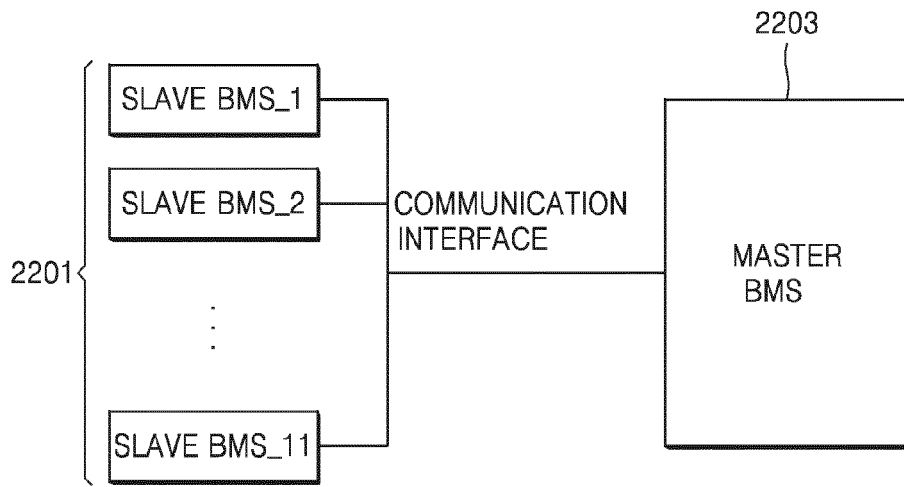 2203
SLAVE BMS_1
SLAVE BMS_2
COMMUNICATION
INTERFACE
2201
MASTER
BMS
SLAVE BMS_11